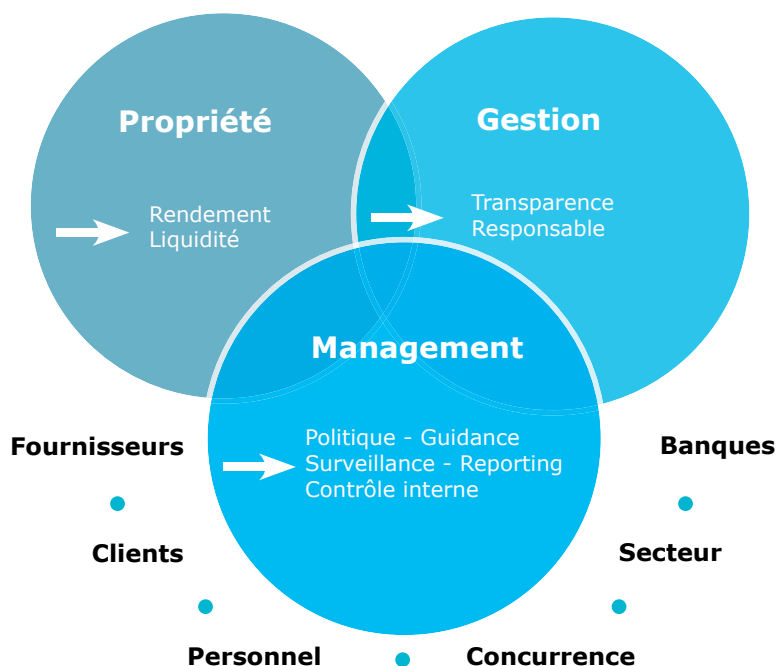 Propriété
Gestion
Rendement
Liquidité
Transparence
Responsable
Management
Politique - Guidance
Surveillance - Reporting
Contrôle interne
Fournisseurs
Banques
Clients
Secteur
Personnel
Concurrence